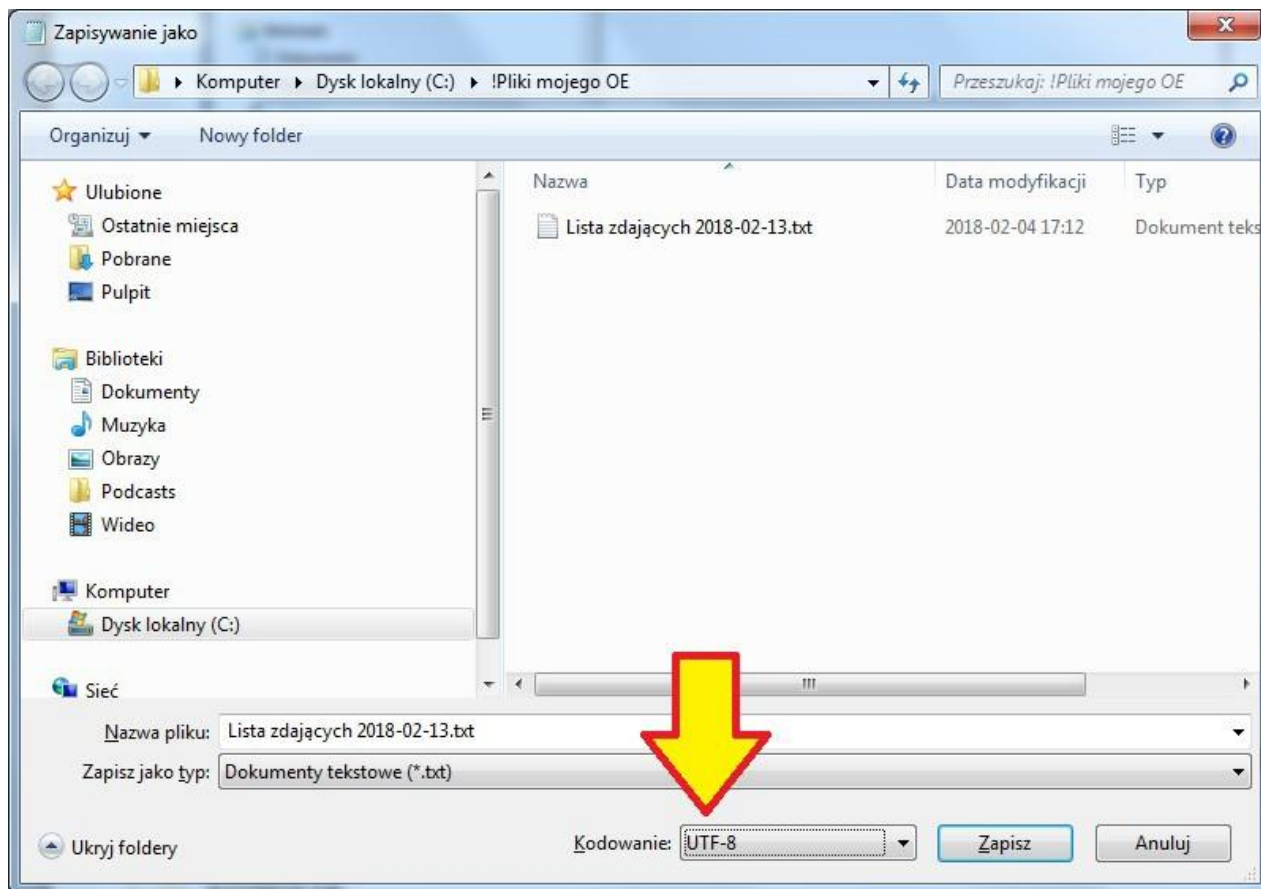 Zapisywanie jako
Komputer Dysk lokalny (C:) !Pliki mojego OE Przeszukaj: !Pliki mojego OE
Organizuj Nowy folder
Nazwa Data modyfikacji Typ
Lista zdających 2018-02-13.txt 2018-02-04 17:12 Dokument teks
Ulubione
Ostatnie miejsca
Pobrane
Pulpit
Biblioteki
Dokumenty
Muzyka
Obrazy
Podcasts
Wideo
Komputer
Dysk lokalny (C:)
Sieć
Nazwa pliku: Lista zdających 2018-02-13.txt
Zapisz jako typ: Dokumenty tekstowe (*.txt)
Ukryj foldery Kodowanie: UTF-8 Zapisz Anuluj